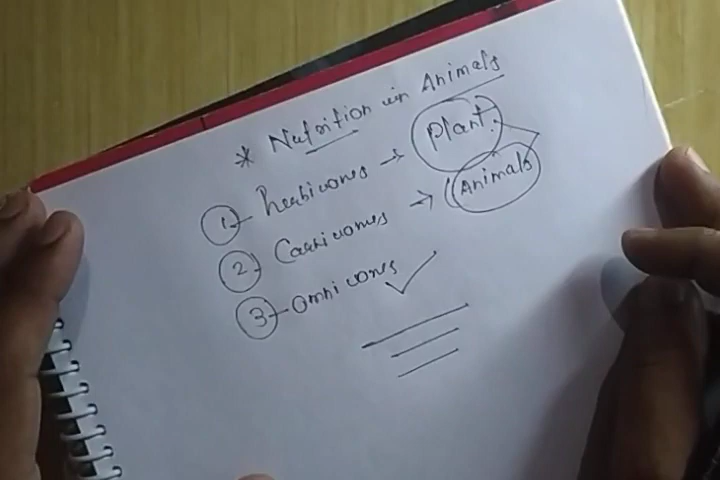 * Nutrition in Animals
1 Herbivores → Plant.
2 Carnivores → Animals
3 Omnivores ✓